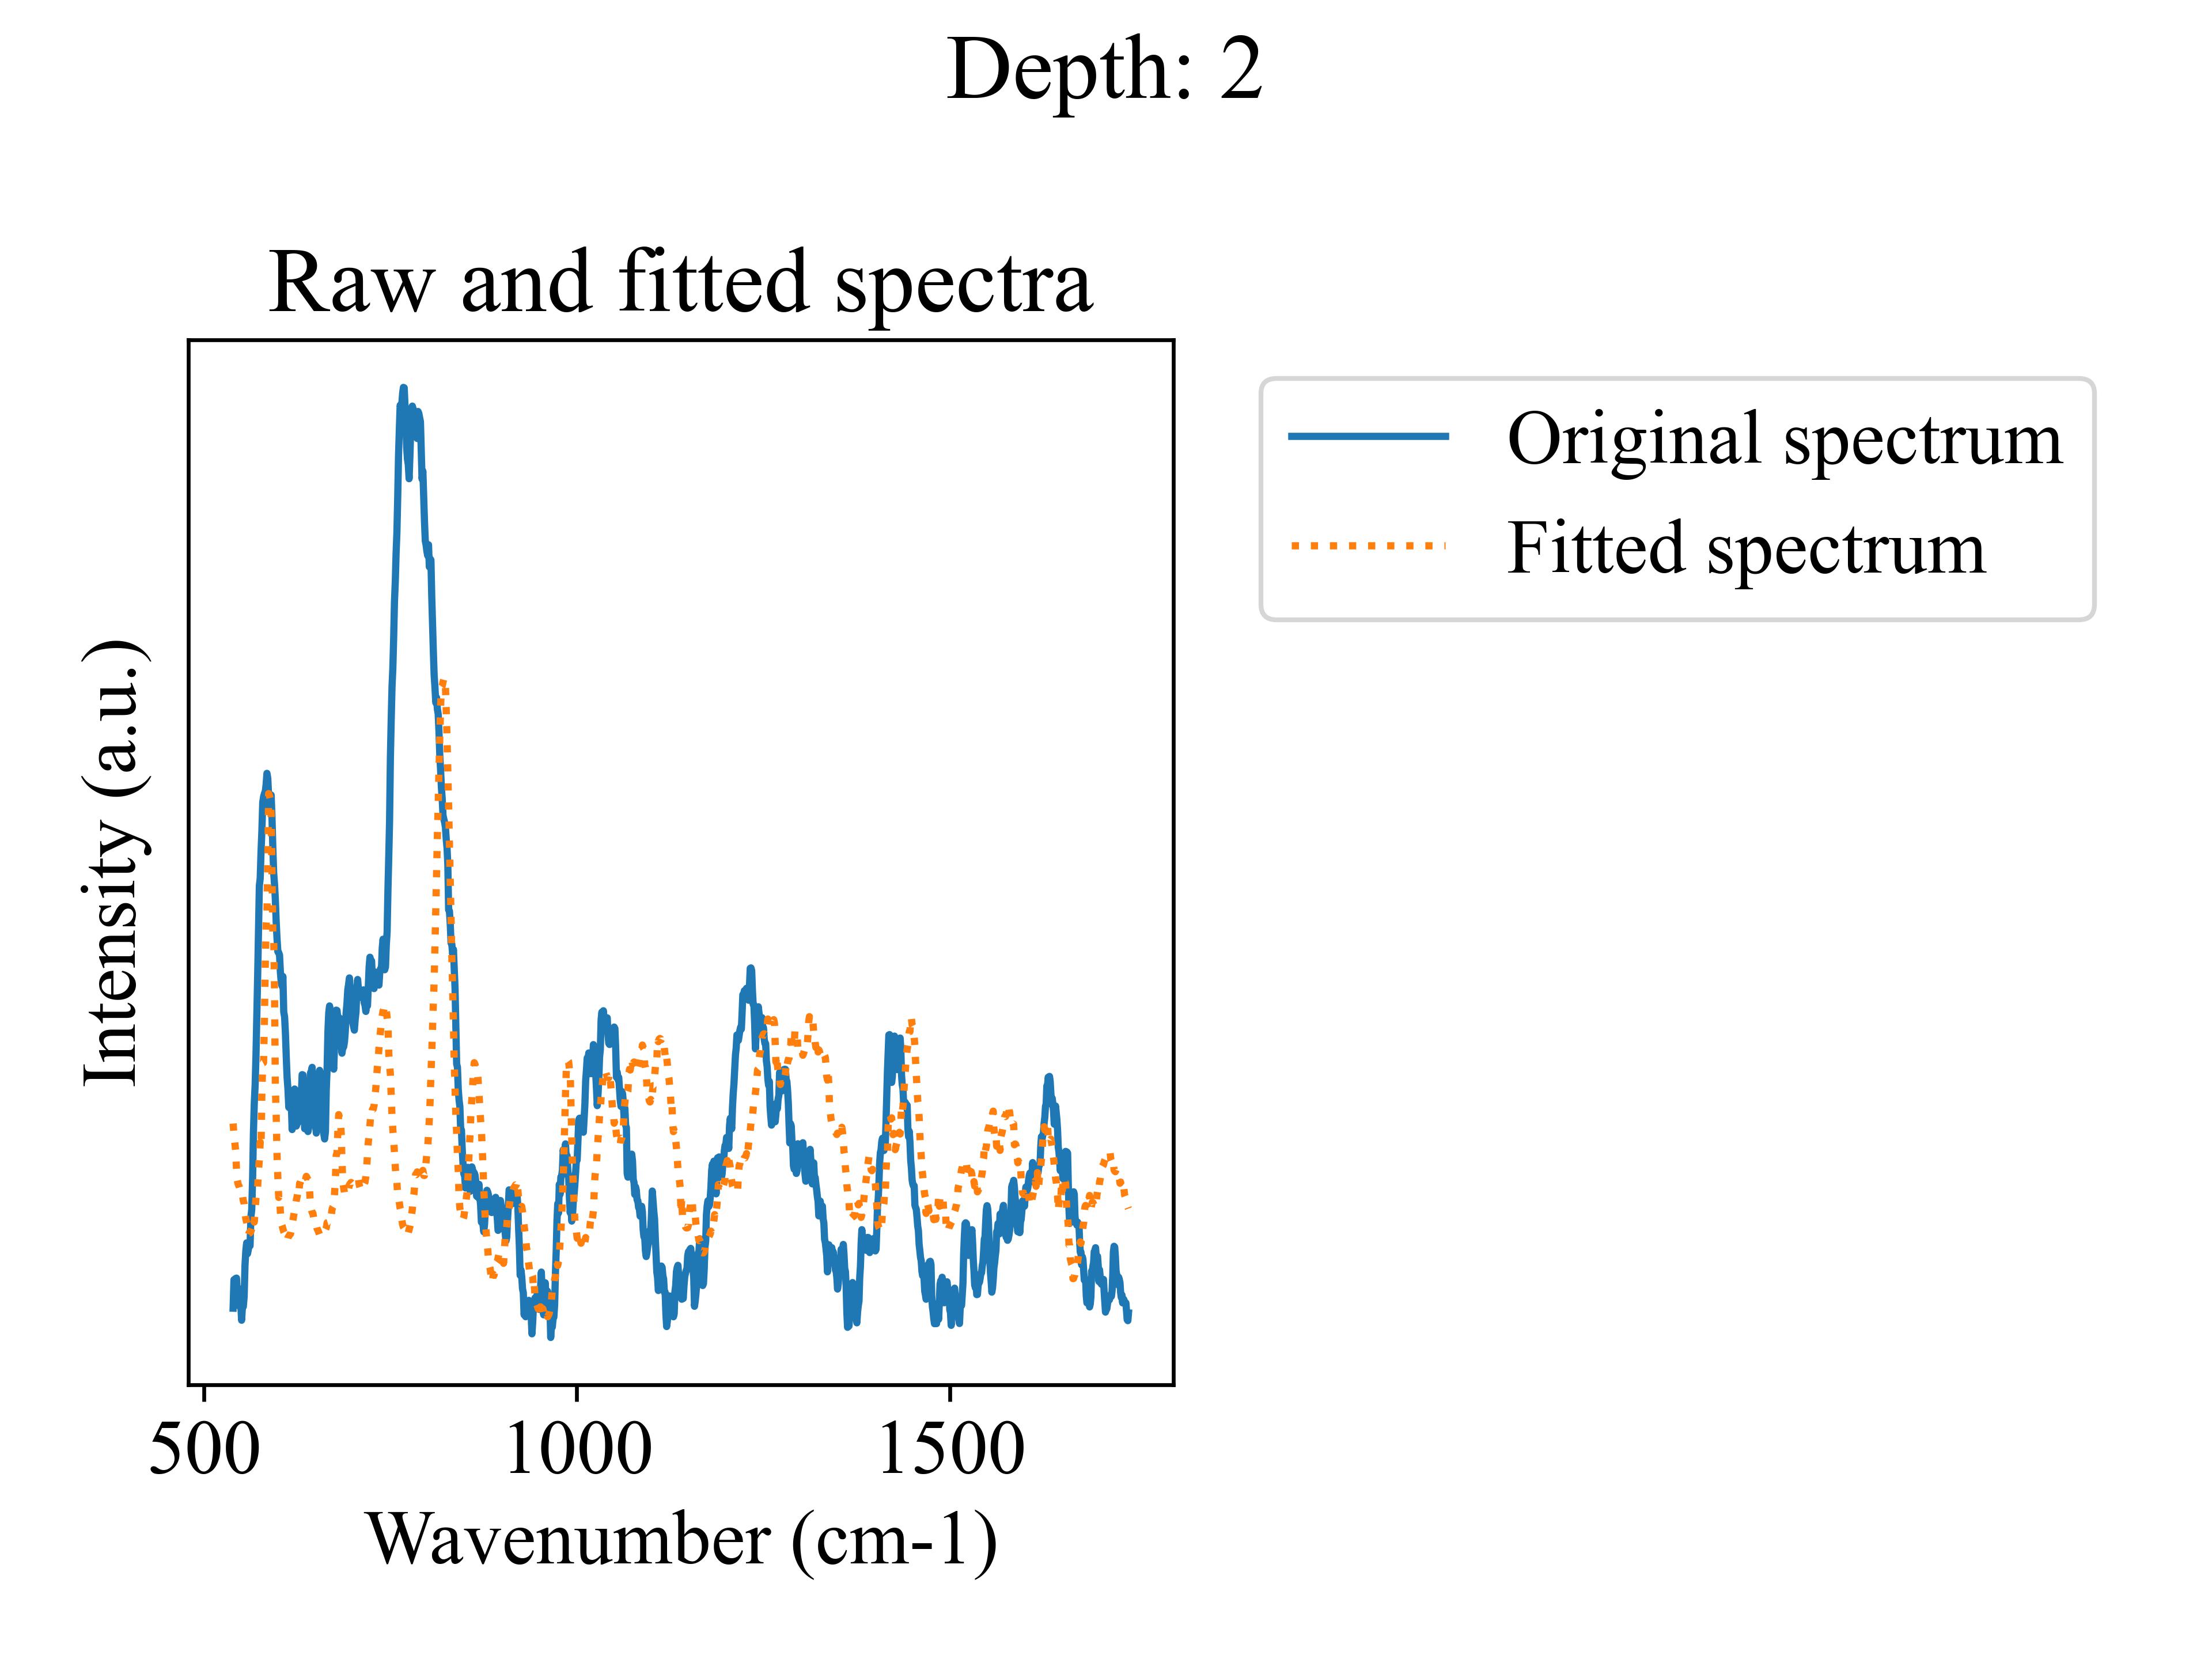 Depth: 2
Raw and fitted spectra
Original spectrum
Fitted spectrum
Intensity (a.u.)
500 1000 1500
Wavenumber (cm-1)